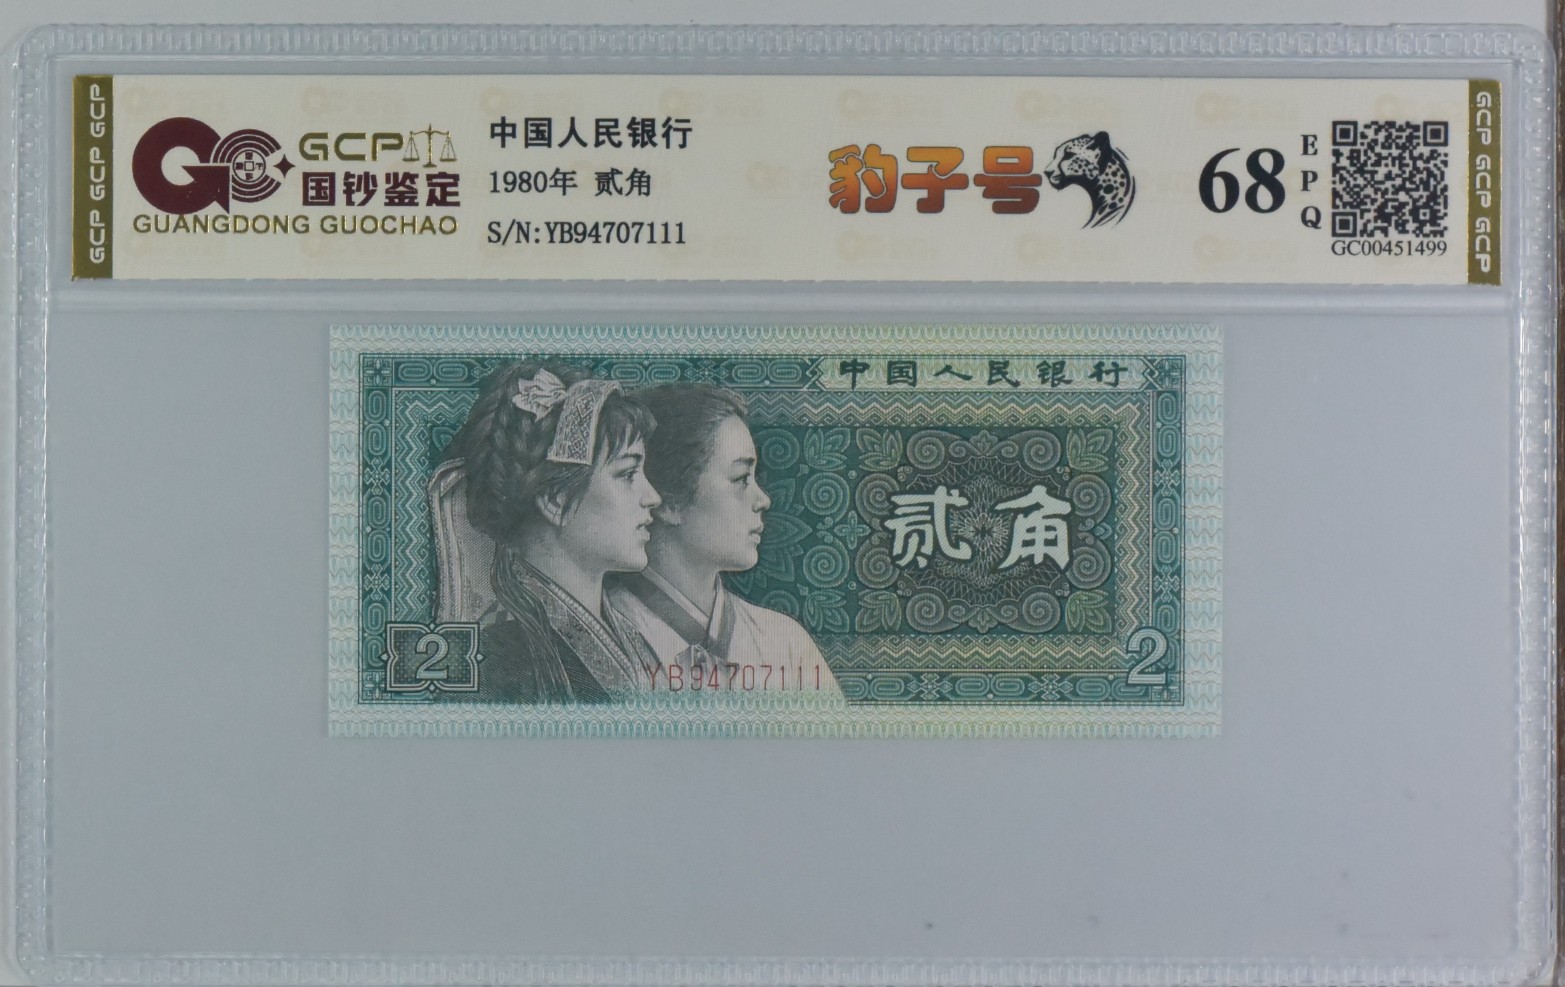 GCP GCP GCP
GCP
国钞鉴定
GUANGDONG GUOCHAO
中国人民银行
1980年 贰角
S/N:YB94707111
豹子号
68
EPQ
GC00451499
GCP GCP GCP
中国人民银行
贰角
2
2
YB94707111